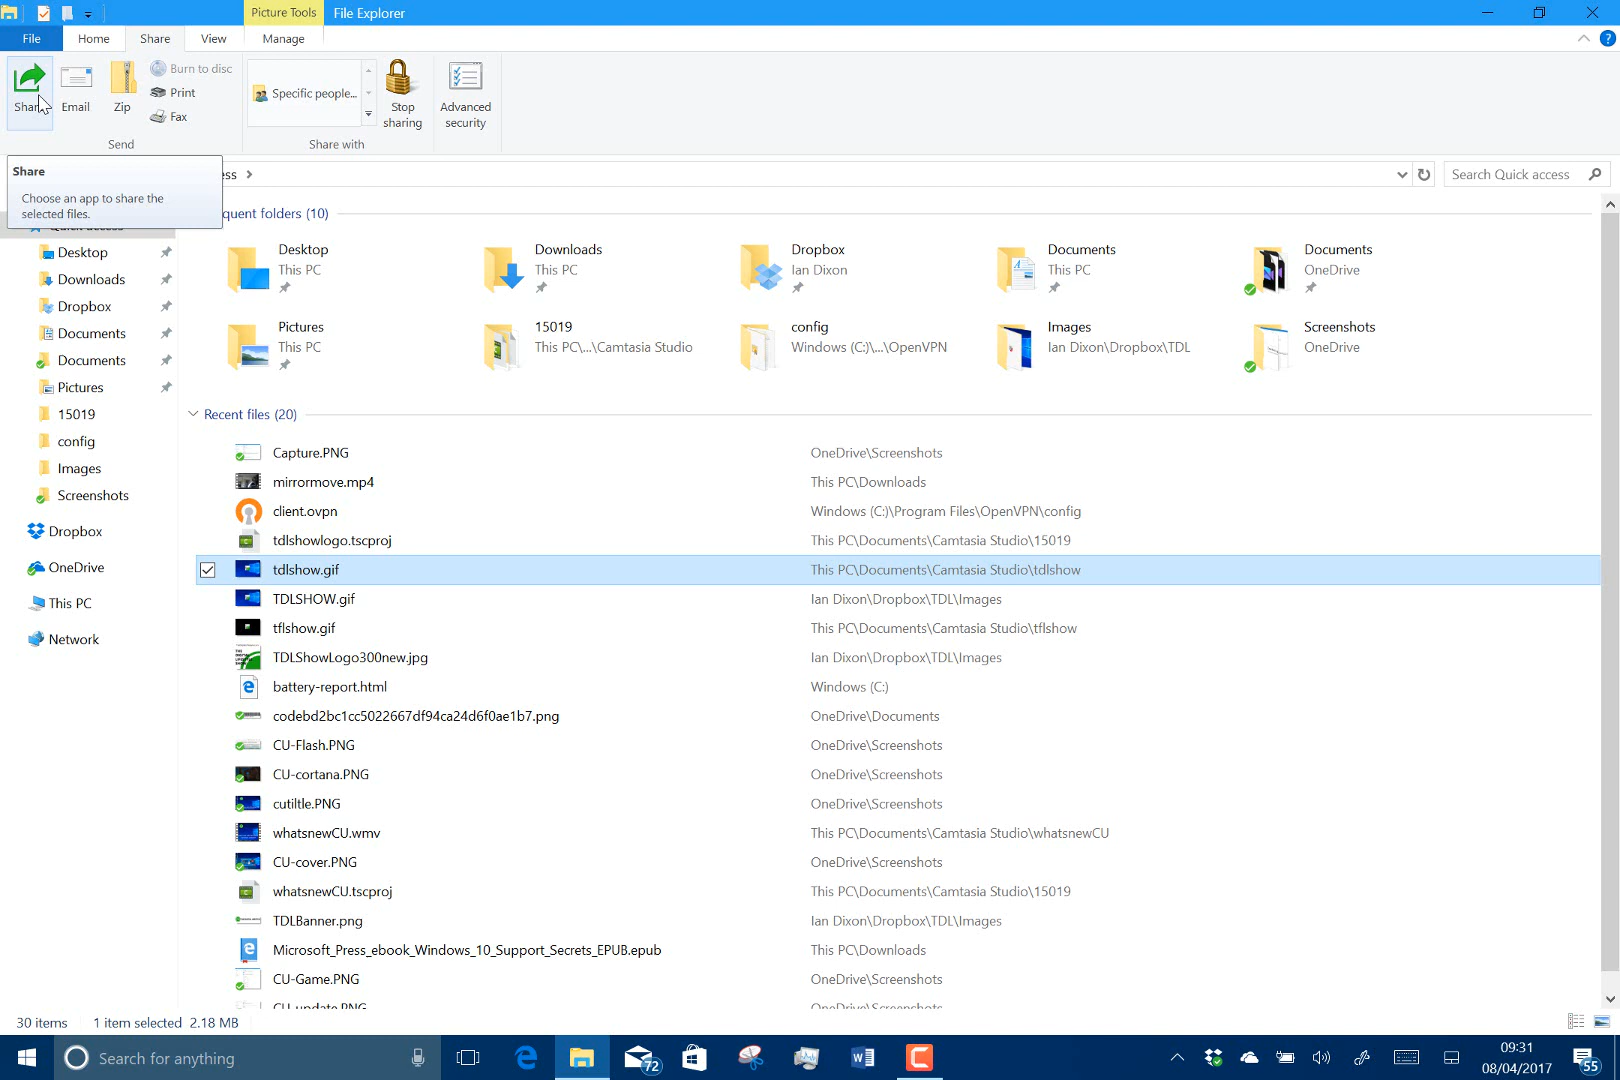 Picture Tools
File Explorer
File
Home
Share
View
Manage
Share
Email
Zip
Burn to disc
Print
Fax
Send
Specific people...
Share with
Stop
sharing
Advanced
security
Share
Choose an app to share the
selected files.
Search Quick access
quent folders (10)
Desktop
Downloads
Dropbox
Documents
Documents
Pictures
15019
config
Images
Screenshots
Dropbox
OneDrive
This PC
Network
Desktop
This PC
Downloads
This PC
Dropbox
Ian Dixon
Documents
This PC
Documents
OneDrive
Pictures
This PC
15019
This PC\...\Camtasia Studio
config
Windows (C:)\...\OpenVPN
Images
Ian Dixon\Dropbox\TDL
Screenshots
OneDrive
Recent files (20)
Capture.PNG OneDrive\Screenshots
mirrormove.mp4 This PC\Downloads
client.ovpn Windows (C:)\Program Files\OpenVPN\config
tdlshowlogo.tscproj This PC\Documents\Camtasia Studio\15019
tdlshow.gif This PC\Documents\Camtasia Studio\tdlshow
TDLSHOW.gif Ian Dixon\Dropbox\TDL\Images
tflshow.gif This PC\Documents\Camtasia Studio\tflshow
TDLShowLogo300new.jpg Ian Dixon\Dropbox\TDL\Images
battery-report.html Windows (C:)
codebd2bc1cc5022667df94ca24d6f0ae1b7.png OneDrive\Documents
CU-Flash.PNG OneDrive\Screenshots
CU-cortana.PNG OneDrive\Screenshots
cutiltle.PNG OneDrive\Screenshots
whatsnewCU.wmv This PC\Documents\Camtasia Studio\whatsnewCU
CU-cover.PNG OneDrive\Screenshots
whatsnewCU.tscproj This PC\Documents\Camtasia Studio\15019
TDLBanner.png Ian Dixon\Dropbox\TDL\Images
Microsoft_Press_ebook_Windows_10_Support_Secrets_EPUB.epub This PC\Downloads
CU-Game.PNG OneDrive\Screenshots
CU-update.PNG OneDrive\Screenshots
30 items 1 item selected 2.18 MB
Search for anything
72
09:31
08/04/2017
55